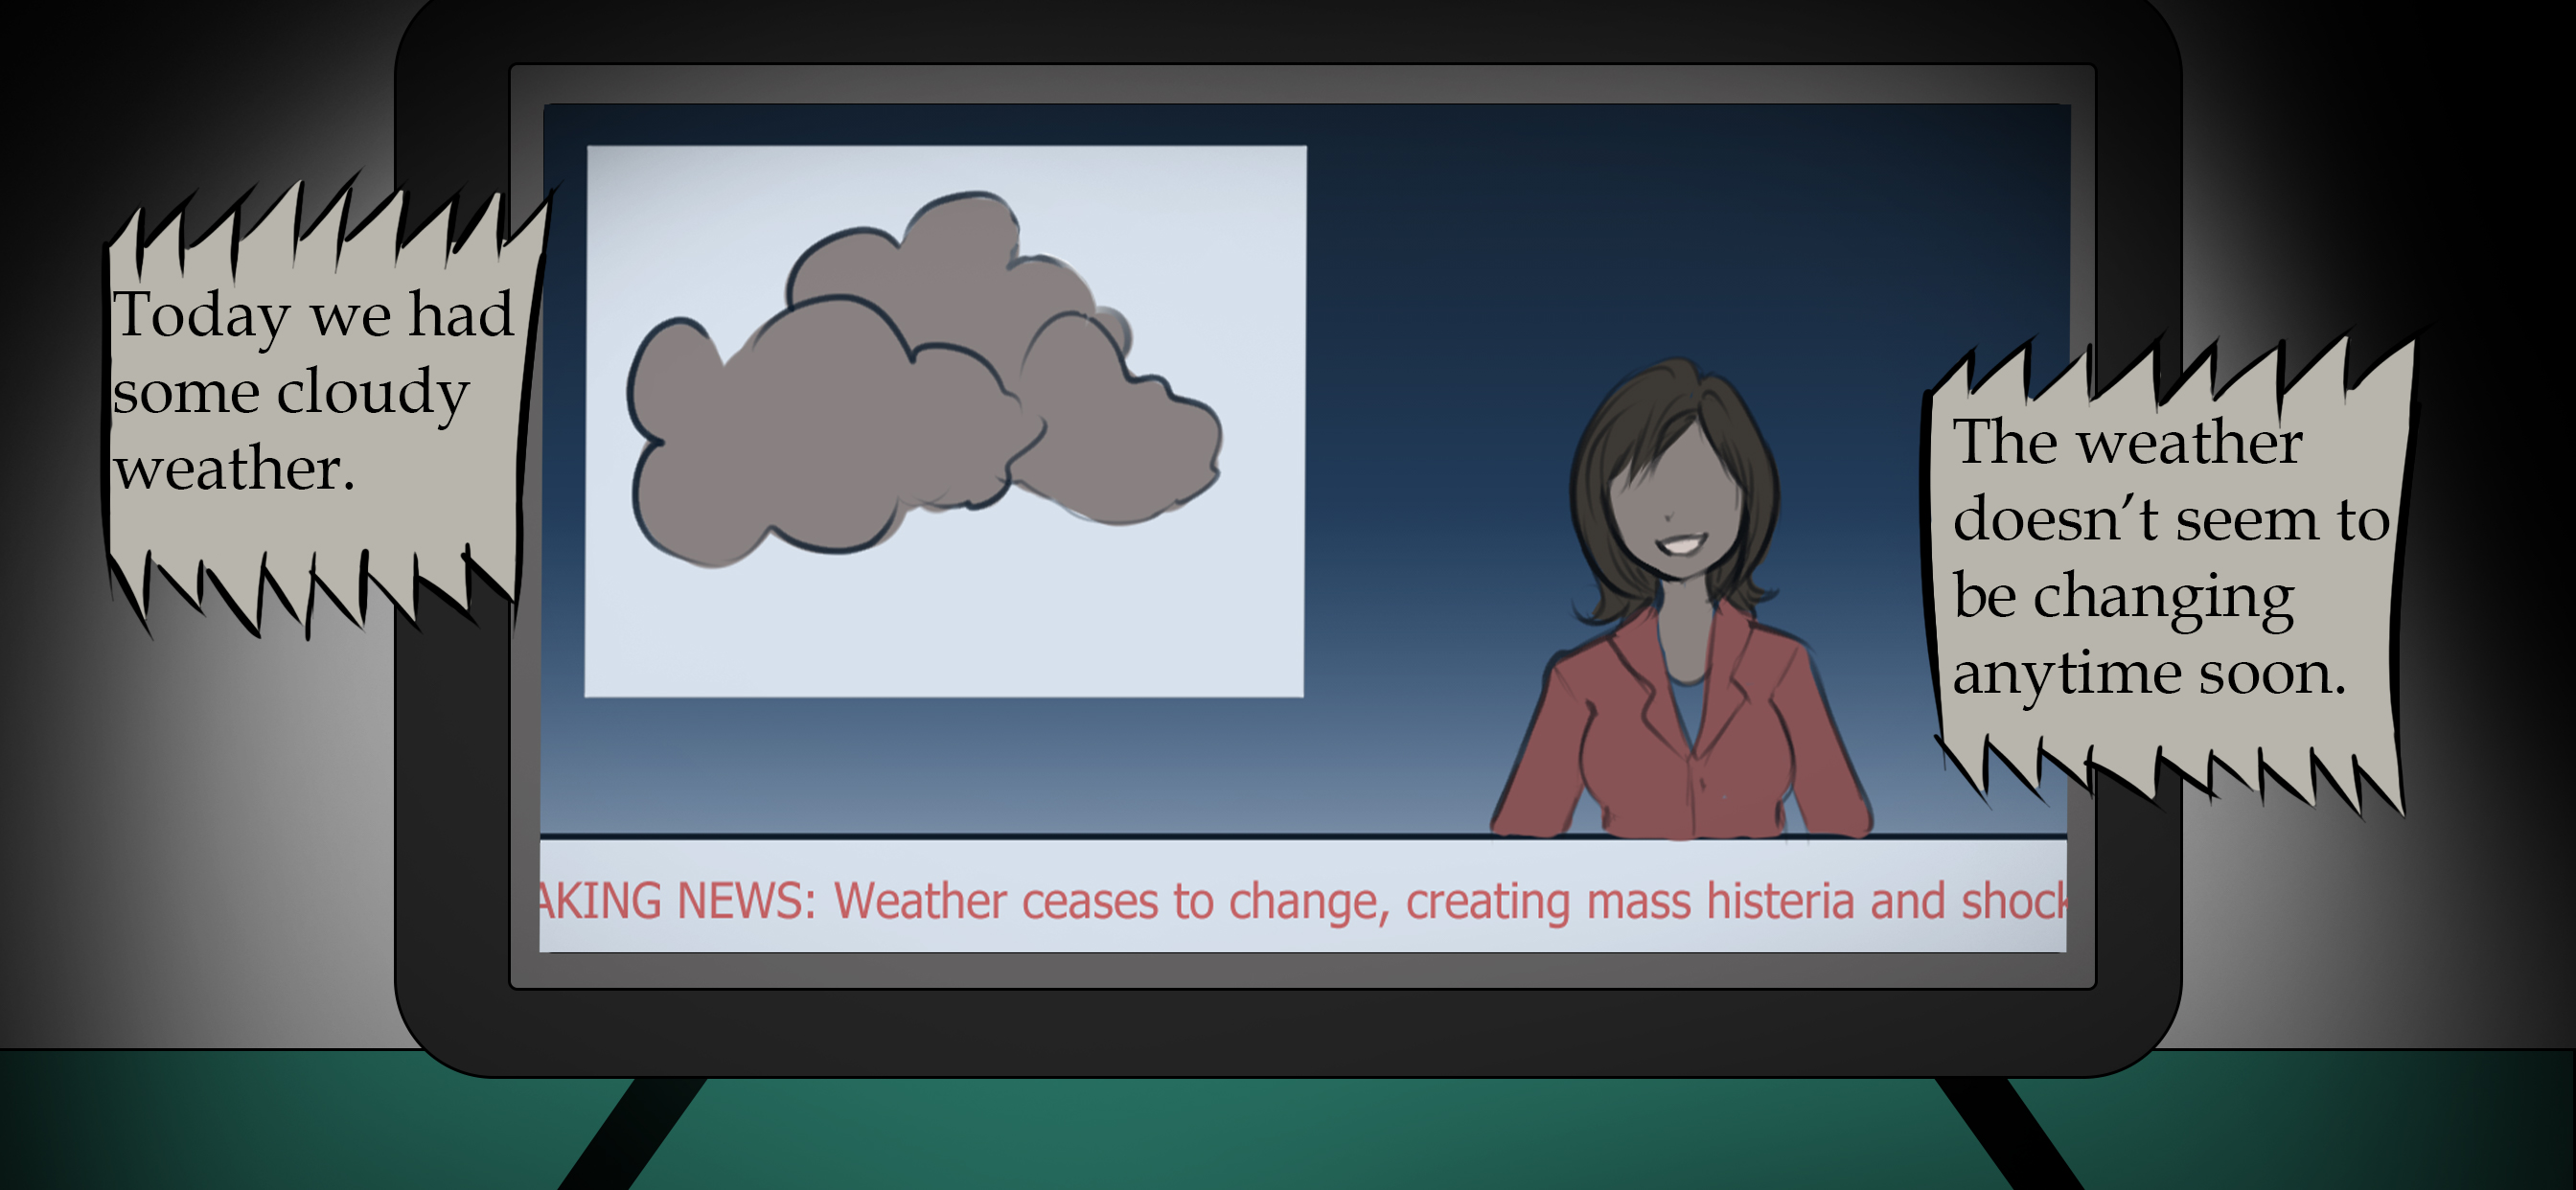 Today we had
some cloudy
weather.
The weather
doesn't seem to
be changing
anytime soon.
AKING NEWS: Weather ceases to change, creating mass histeria and shock